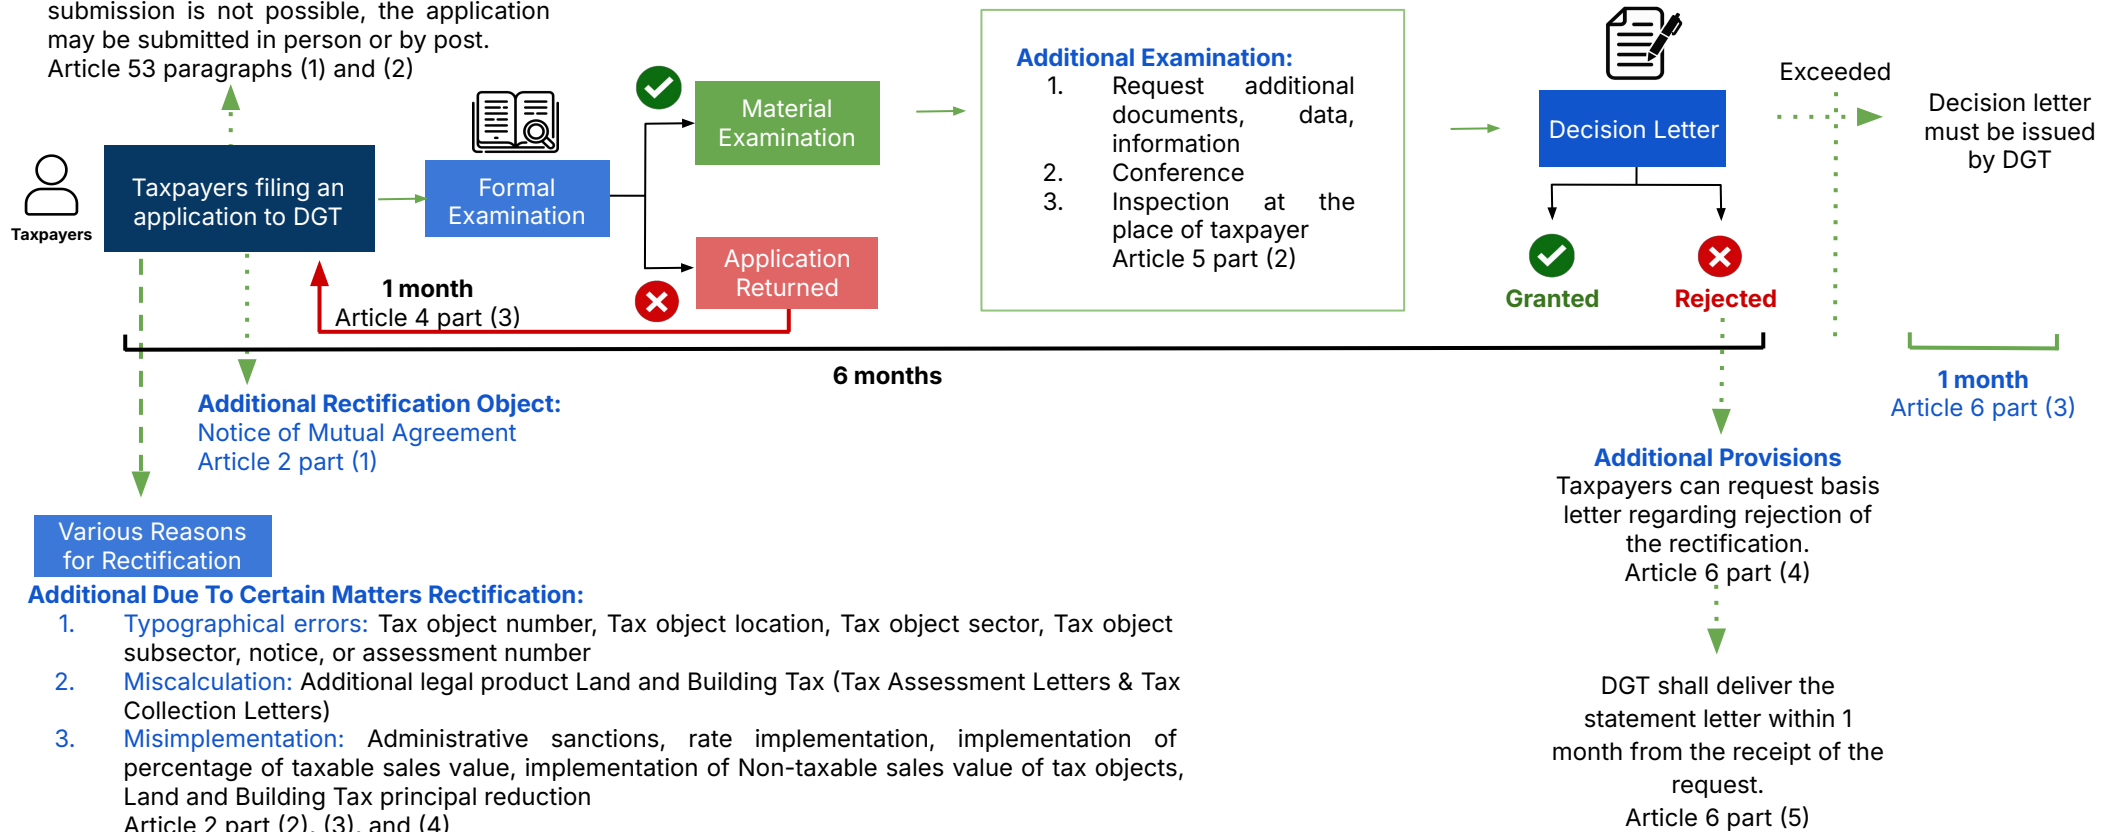 submission is not possible, the application
may be submitted in person or by post.
Article 53 paragraphs (1) and (2)
Taxpayers
Taxpayers filing an
application to DGT
Formal
Examination
Material
Examination
Application
Returned
1 month
Article 4 part (3)
Additional Examination:
1. Request additional
documents, data,
information
2. Conference
3. Inspection at the
place of taxpayer
Article 5 part (2)
Decision Letter
Granted
Rejected
Exceeded
Decision letter
must be issued
by DGT
6 months
1 month
Article 6 part (3)
Additional Rectification Object:
Notice of Mutual Agreement
Article 2 part (1)
Various Reasons
for Rectification
Additional Due To Certain Matters Rectification:
1. Typographical errors: Tax object number, Tax object location, Tax object sector, Tax object
subsector, notice, or assessment number
2. Miscalculation: Additional legal product Land and Building Tax (Tax Assessment Letters & Tax
Collection Letters)
3. Misimplementation: Administrative sanctions, rate implementation, implementation of
percentage of taxable sales value, implementation of Non-taxable sales value of tax objects,
Land and Building Tax principal reduction
Article 2 part (2), (3), and (4)
Additional Provisions
Taxpayers can request basis
letter regarding rejection of
the rectification.
Article 6 part (4)
DGT shall deliver the
statement letter within 1
month from the receipt of the
request.
Article 6 part (5)